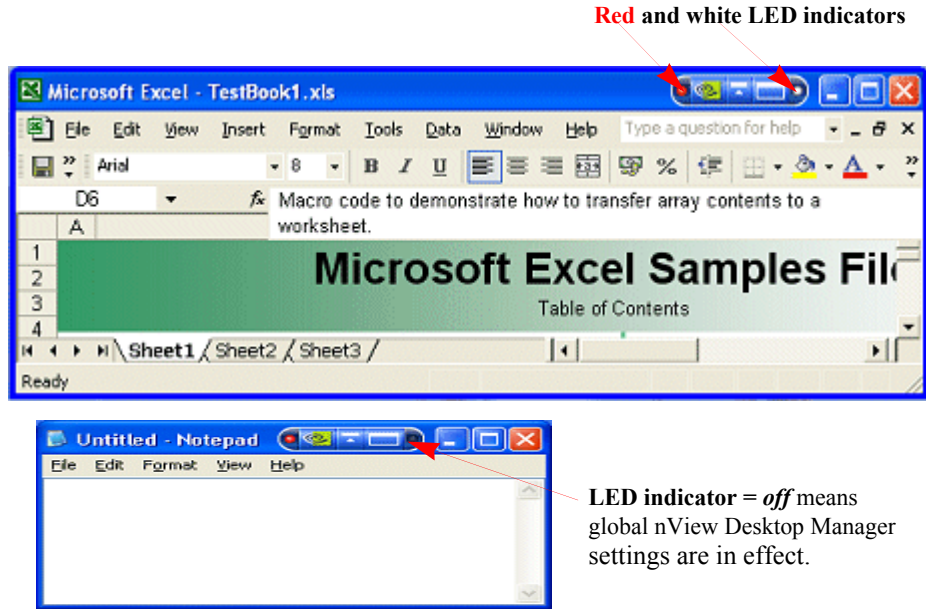 Red and white LED indicators
Microsoft Excel - TestBook1.xls
File Edit View Insert Format Tools Data Window Help Type a question for help
Arial 8 B I U % A
D6 fx Macro code to demonstrate how to transfer array contents to a
worksheet.
A
1
Microsoft Excel Samples File
2
3 Table of Contents
4
Sheet1 Sheet2 Sheet3
Ready
Untitled - Notepad
File Edit Format View Help
LED indicator = off means
global nView Desktop Manager
settings are in effect.